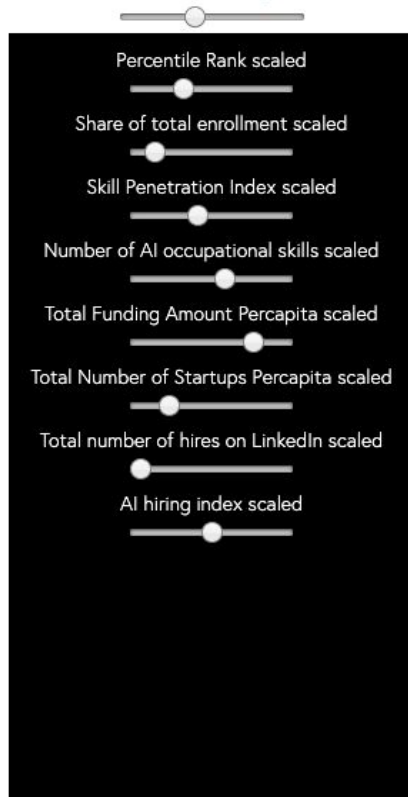 Percentile Rank scaled
Share of total enrollment scaled
Skill Penetration Index scaled
Number of AI occupational skills scaled
Total Funding Amount Percapita scaled
Total Number of Startups Percapita scaled
Total number of hires on LinkedIn scaled
AI hiring index scaled